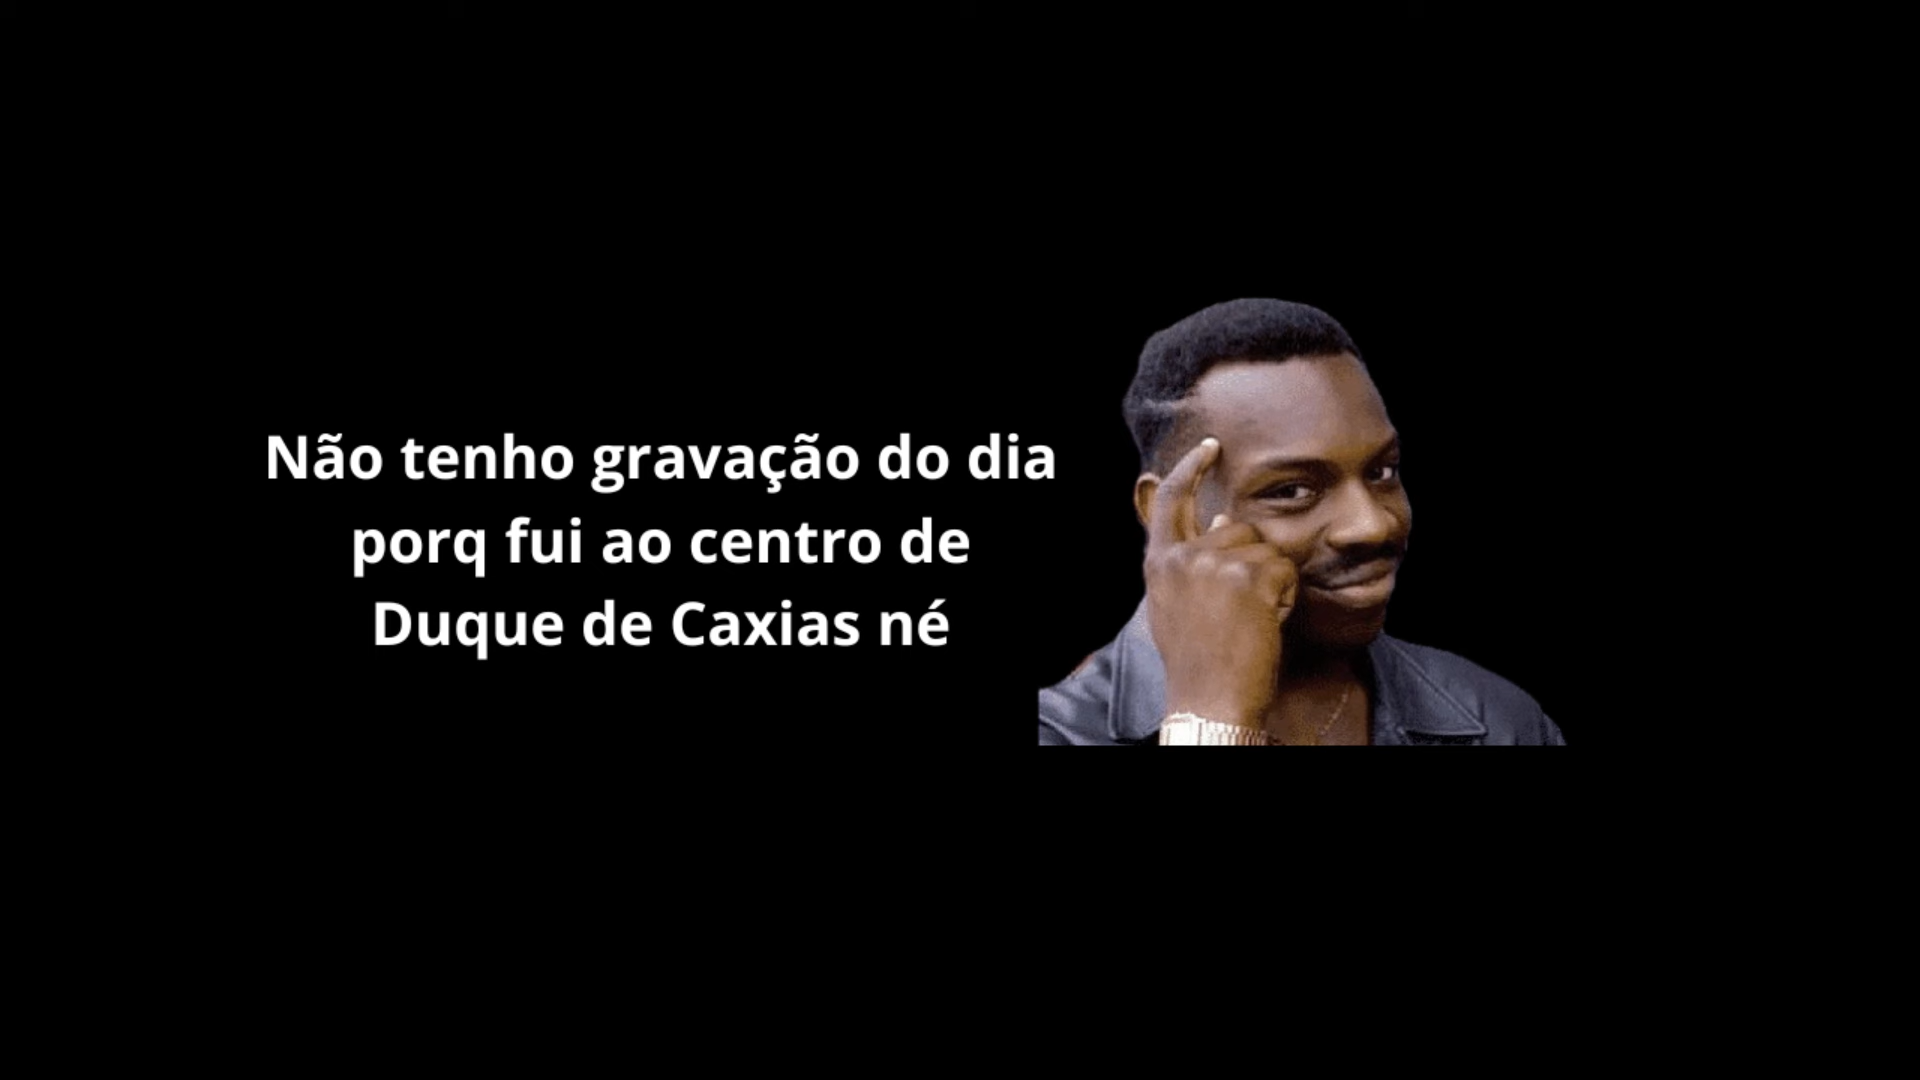 Não tenho gravação do dia
porq fui ao centro de
Duque de Caxias né